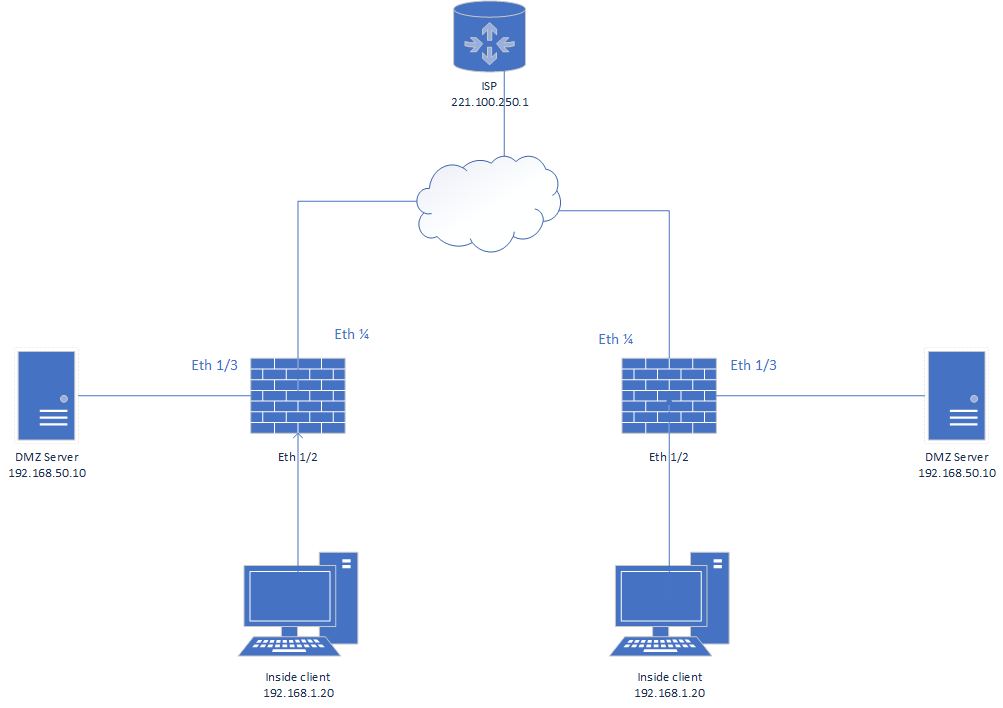 ISP
221.100.250.1
Eth ¼
Eth ¼
Eth 1/3
Eth 1/3
DMZ Server
192.168.50.10
Eth 1/2
Eth 1/2
DMZ Server
192.168.50.10
Inside client
192.168.1.20
Inside client
192.168.1.20